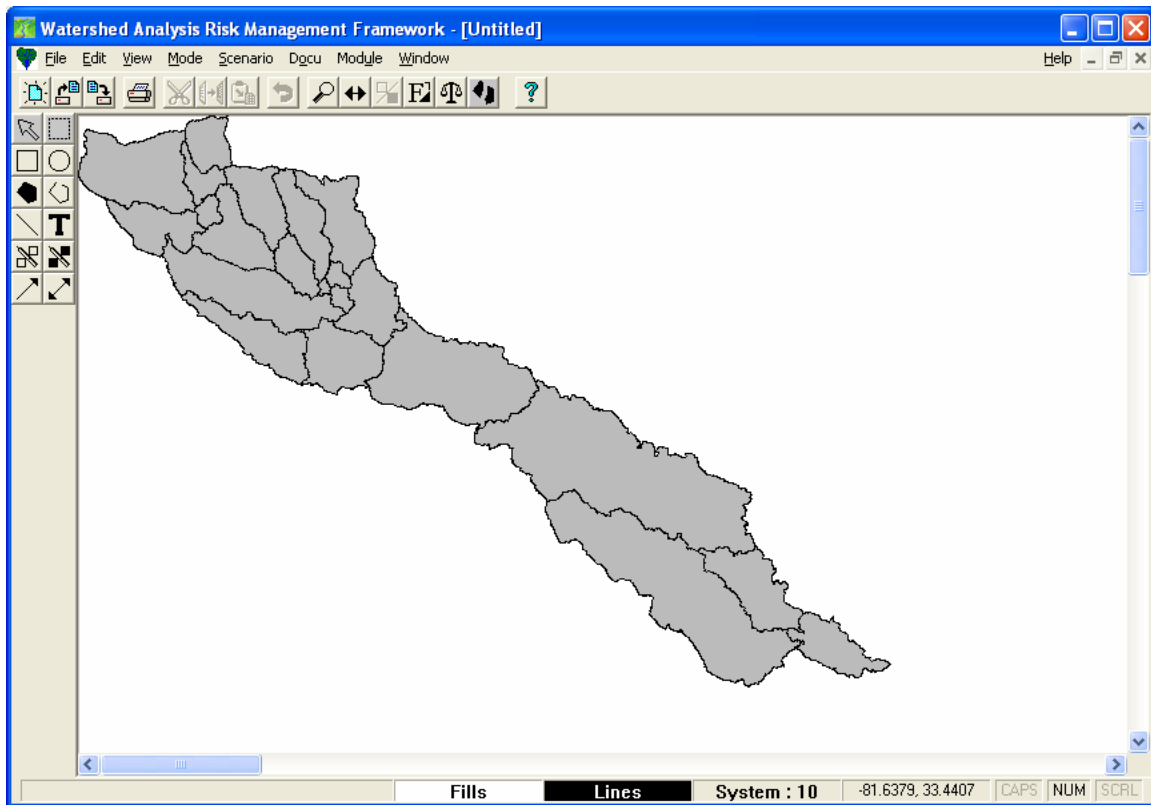 Watershed Analysis Risk Management Framework - [Untitled]
File Edit View Mode Scenario Docu Module Window Help
F ?
T
Fills Lines System : 10 -81.6379, 33.4407 CAPS NUM SCRL